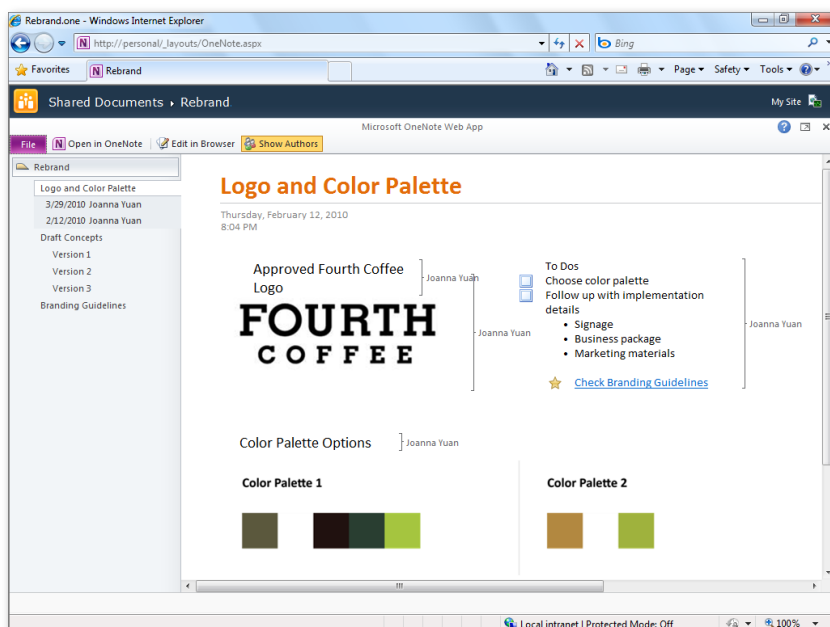 Rebrand.one - Windows Internet Explorer
http://personal/_layouts/OneNote.aspx
Bing
Favorites
Rebrand
Page
Safety
Tools
Shared Documents
Rebrand
My Site
Microsoft OneNote Web App
File
Open in OneNote
Edit in Browser
Show Authors
Rebrand
Logo and Color Palette
3/29/2010 Joanna Yuan
2/12/2010 Joanna Yuan
Draft Concepts
Version 1
Version 2
Version 3
Branding Guidelines
Logo and Color Palette
Thursday, February 12, 2010
8:04 PM
Approved Fourth Coffee
Logo
Joanna Yuan
FOURTH
COFFEE
Joanna Yuan
To Dos
Choose color palette
Follow up with implementation
details
• Signage
• Business package
• Marketing materials
Check Branding Guidelines
Joanna Yuan
Color Palette Options
Joanna Yuan
Color Palette 1
Color Palette 2
Local intranet | Protected Mode: Off
100%